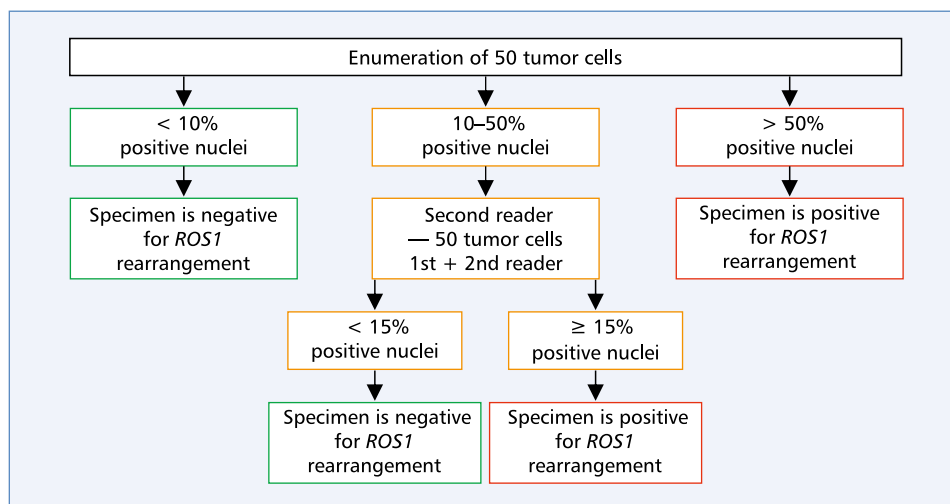 Enumeration of 50 tumor cells
< 10%
positive nuclei
10–50%
positive nuclei
> 50%
positive nuclei
Specimen is negative
for ROS1
rearrangement
Second reader
— 50 tumor cells
1st + 2nd reader
Specimen is positive
for ROS1
rearrangement
< 15%
positive nuclei
≥ 15%
positive nuclei
Specimen is negative
for ROS1
rearrangement
Specimen is positive
for ROS1
rearrangement